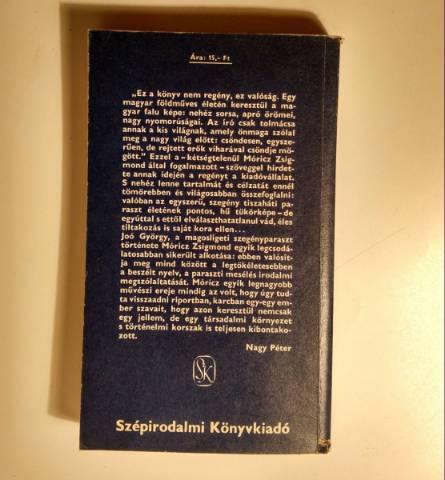 Ára: 15,– Ft
„Ez a könyv nem regény, ez valóság. Egy
magyar földműves életén keresztül a ma-
gyar falu képe: nehéz sorsa, apró örömei,
nagy nyomorúságai. Az író csak tolmácsa
annak a kis világnak, amely önmaga szólal
meg a nagy világ előtt: csöndesen, egysze-
rűen, de rejtett erők viharával csöndje mö-
gött." Ezzel a – kétségtelenül Móricz Zsig-
mond által fogalmazott – szöveggel hirdet-
te annak idején a regényt a kiadóvállalat.
S nehéz lenne tartalmát és célzatát ennél
tömörebben és világosabban összefoglalni:
valóban az egyszerű, szegény tiszaháti pa-
raszt életének pontos, hű tükörképe – de
egyúttal s ettől elválaszthatatlanul vád, éles
tiltakozás is saját kora ellen...
Joó György, a magosligeti szegényparaszt
története Móricz Zsigmond egyik legcsodá-
latosabban sikerült alkotása: ebben valósít-
ja meg mind között a legtökéletesebben
a beszélt nyelv, a paraszti mesélés irodalmi
megszólaltatását. Móricz egyik legnagyobb
művészi ereje mindig az volt, hogy úgy tud-
ta visszaadni riportban, karcban egy-egy em-
ber szavait, hogy azon keresztül nemcsak
egy jellem, de egy társadalmi környezet
s történelmi korszak is teljesen kibontako-
zott.
Nagy Péter
SK
Szépirodalmi Könyvkiadó